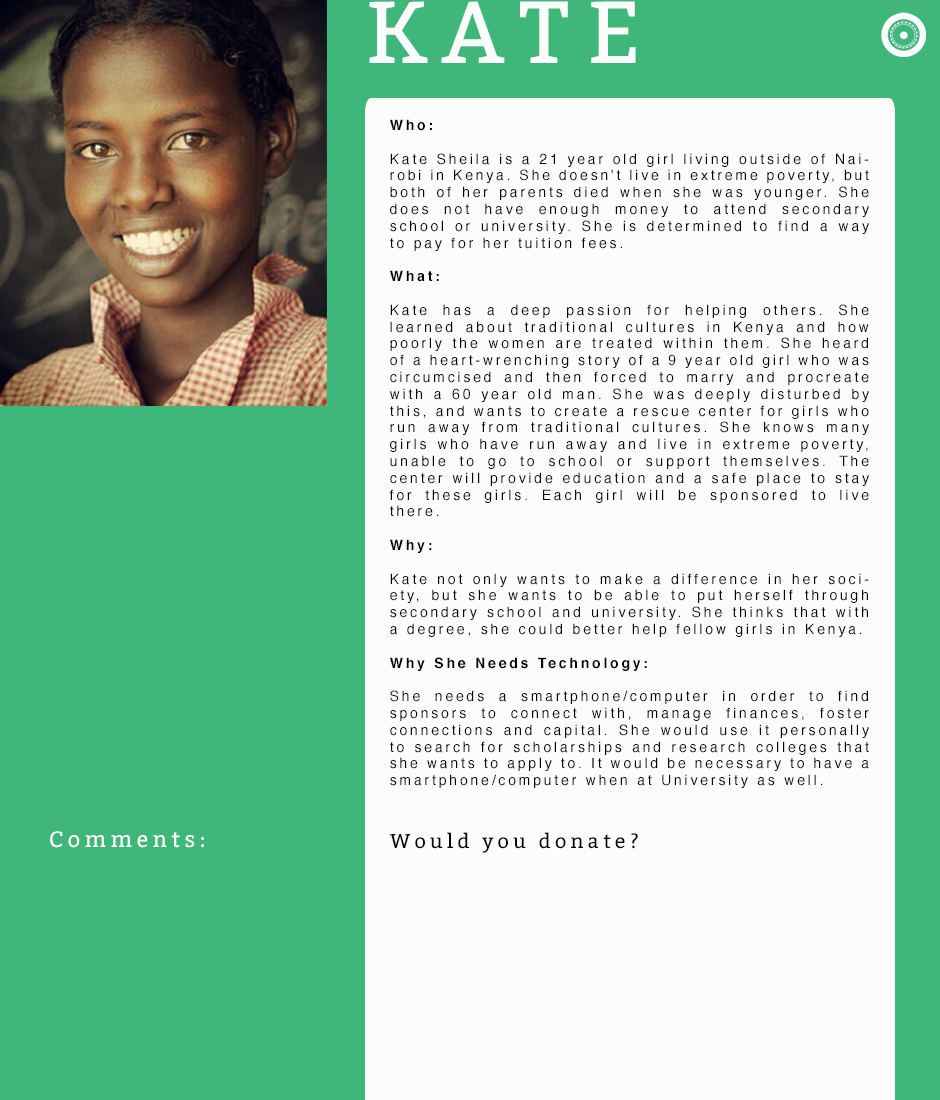 KATE
Who:
Kate Sheila is a 21 year old girl living outside of Nai-
robi in Kenya. She doesn't live in extreme poverty, but
both of her parents died when she was younger. She
does not have enough money to attend secondary
school or university. She is determined to find a way
to pay for her tuition fees.
What:
Kate has a deep passion for helping others. She
learned about traditional cultures in Kenya and how
poorly the women are treated within them. She heard
of a heart-wrenching story of a 9 year old girl who was
circumcised and then forced to marry and procreate
with a 60 year old man. She was deeply disturbed by
this, and wants to create a rescue center for girls who
run away from traditional cultures. She knows many
girls who have run away and live in extreme poverty,
unable to go to school or support themselves. The
center will provide education and a safe place to stay
for these girls. Each girl will be sponsored to live
there.
Why:
Kate not only wants to make a difference in her soci-
ety, but she wants to be able to put herself through
secondary school and university. She thinks that with
a degree, she could better help fellow girls in Kenya.
Why She Needs Technology:
She needs a smartphone/computer in order to find
sponsors to connect with, manage finances, foster
connections and capital. She would use it personally
to search for scholarships and research colleges that
she wants to apply to. It would be necessary to have a
smartphone/computer when at University as well.
Comments:
Would you donate?